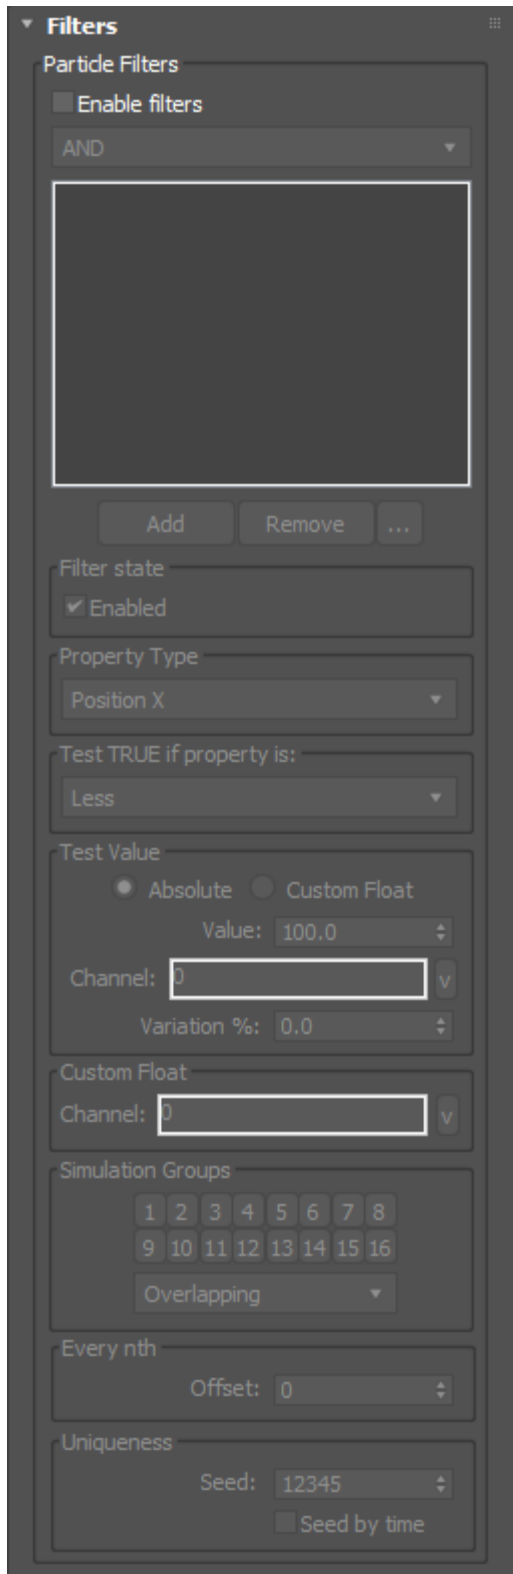 Filters
Particle Filters
Enable filters
AND
Add Remove ...
Filter state
Enabled
Property Type
Position X
Test TRUE if property is:
Less
Test Value
Absolute Custom Float
Value: 100.0
Channel: 0 v
Variation %: 0.0
Custom Float
Channel: 0 v
Simulation Groups
1 2 3 4 5 6 7 8
9 10 11 12 13 14 15 16
Overlapping
Every nth
Offset: 0
Uniqueness
Seed: 12345
Seed by time